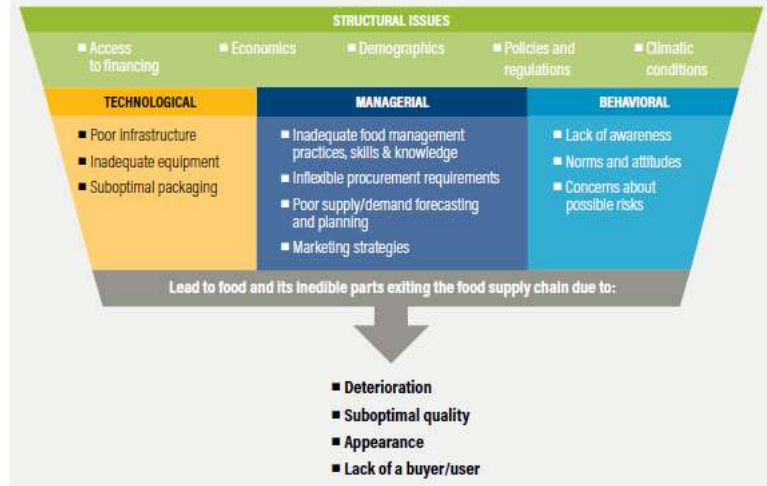 STRUCTURAL ISSUES
■ Access
to financing
■ Economics
■ Demographics
■ Policies and
regulations
■ Climatic
conditions
TECHNOLOGICAL
■ Poor infrastructure
■ Inadequate equipment
■ Suboptimal packaging
MANAGERIAL
■ Inadequate food management
practices, skills & knowledge
■ Inflexible procurement requirements
■ Poor supply/demand forecasting
and planning
■ Marketing strategies
BEHAVIORAL
■ Lack of awareness
■ Norms and attitudes
■ Concerns about
possible risks
Lead to food and its inedible parts exiting the food supply chain due to:
■ Deterioration
■ Suboptimal quality
■ Appearance
■ Lack of a buyer/user